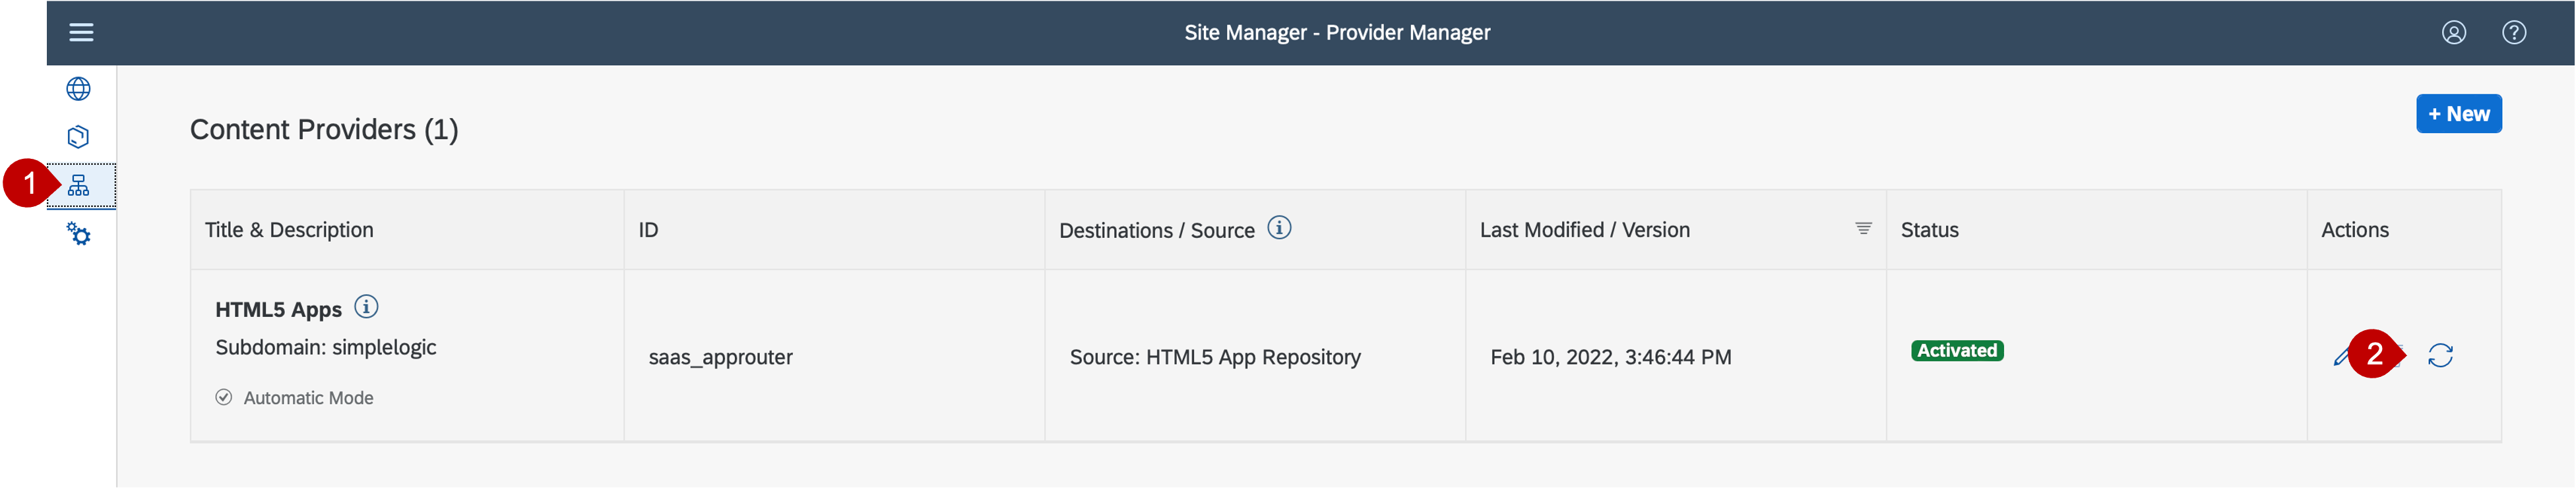 Site Manager - Provider Manager
Content Providers (1)
+ New
1
Title & Description
ID
Destinations / Source
Last Modified / Version
Status
Actions
HTML5 Apps
Subdomain: simplelogic
Automatic Mode
saas_approuter
Source: HTML5 App Repository
Feb 10, 2022, 3:46:44 PM
Activated
2